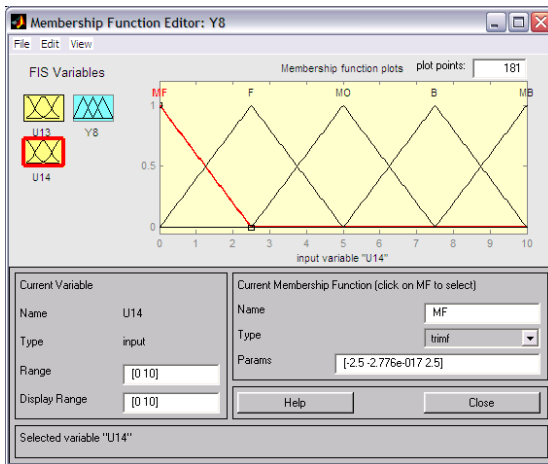 Membership Function Editor: Y8
File Edit View
FIS Variables
U13 Y8
U14
Membership function plots plot points: 181
MF F MO B MB
1
0.5
0
0 1 2 3 4 5 6 7 8 9 10
input variable "U14"
Current Variable
Name U14
Type input
Range [0 10]
Display Range [0 10]
Current Membership Function (click on MF to select)
Name MF
Type trimf
Params [-2.5 -2.776e-017 2.5]
Help Close
Selected variable "U14"